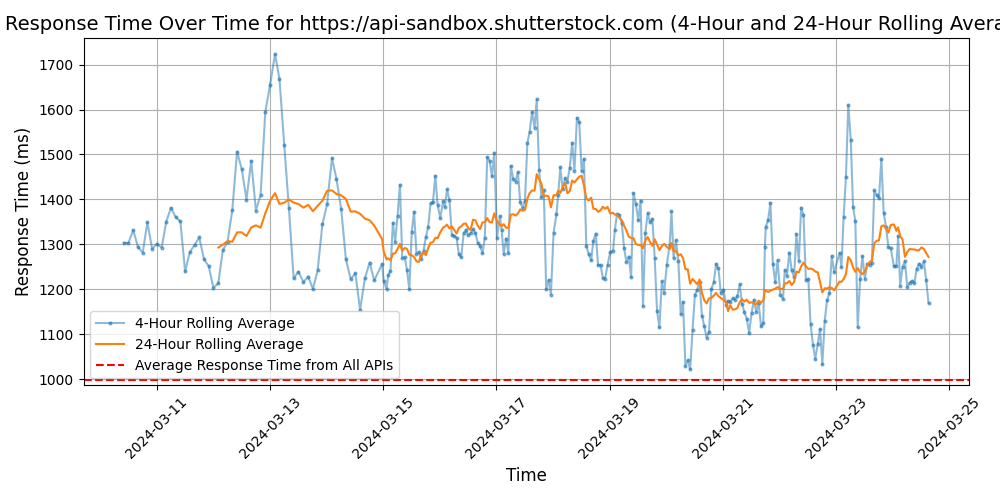 Response Time Over Time for https://api-sandbox.shutterstock.com (4-Hour and 24-Hour Rolling Avera
Response Time (ms)
1700
1600
1500
1400
1300
1200
1100
1000
4-Hour Rolling Average
24-Hour Rolling Average
Average Response Time from All APIs
2024-03-11
2024-03-13
2024-03-15
2024-03-17
2024-03-19
2024-03-21
2024-03-23
2024-03-25
Time